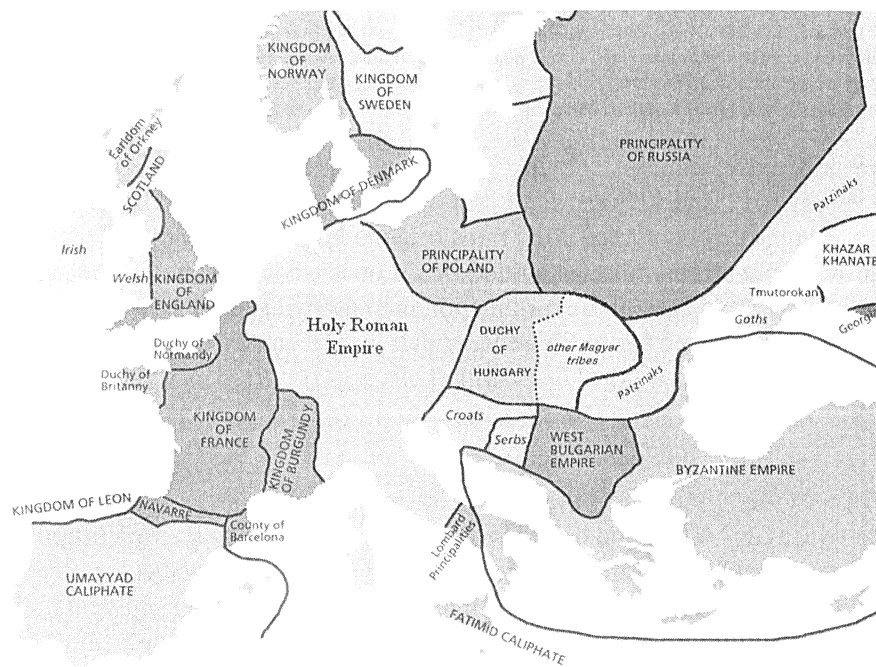 KINGDOM
OF
NORWAY
KINGDOM
OF
SWEDEN
Earldom
of Orkney
SCOTLAND
KINGDOM OF DENMARK
PRINCIPALITY
OF RUSSIA
Patzinaks
Irish
Welsh
KINGDOM
OF
ENGLAND
PRINCIPALITY
OF POLAND
KHAZAR
KHANATE
Tmutorokan
Goths
Georgi
Holy Roman
Empire
DUCHY
OF
HUNGARY
other Magyar
tribes
Patzinaks
Duchy of
Normandy
Duchy of
Britanny
KINGDOM
OF
FRANCE
KINGDOM
OF BURGUNDY
Croats
Serbs
WEST
BULGARIAN
EMPIRE
BYZANTINE EMPIRE
KINGDOM OF LEON
NAVARRE
County of
Barcelona
Lombard
Principalities
UMAYYAD
CALIPHATE
FATIMID CALIPHATE